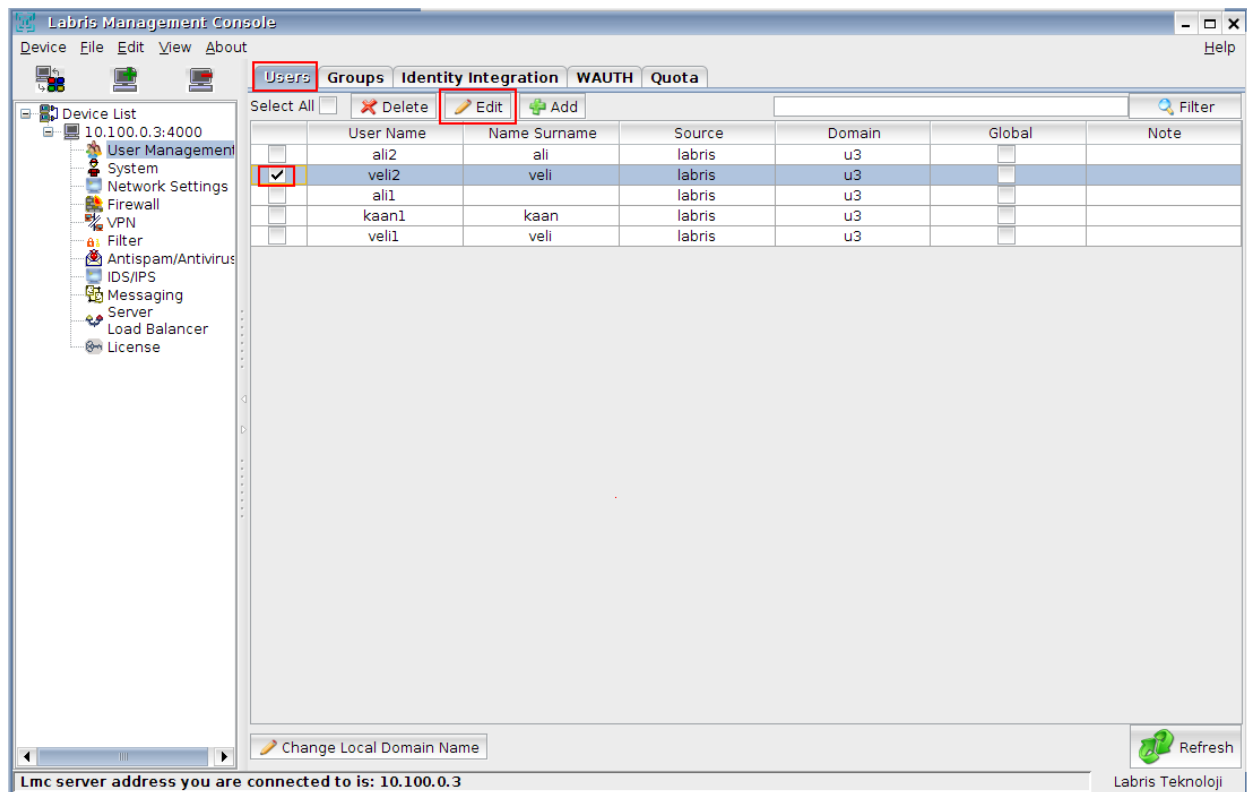 Labris Management Console
Device File Edit View About Help
Users Groups Identity Integration WAUTH Quota
Select All Delete Edit Add Filter
Device List
10.100.0.3:4000
User Management
System
Network Settings
Firewall
VPN
Filter
Antispam/Antivirus
IDS/IPS
Messaging
Server
Load Balancer
License
User Name Name Surname Source Domain Global Note
ali2 ali labris u3
veli2 veli labris u3
ali1 labris u3
kaan1 kaan labris u3
veli1 veli labris u3
Change Local Domain Name Refresh
Lmc server address you are connected to is: 10.100.0.3 Labris Teknoloji